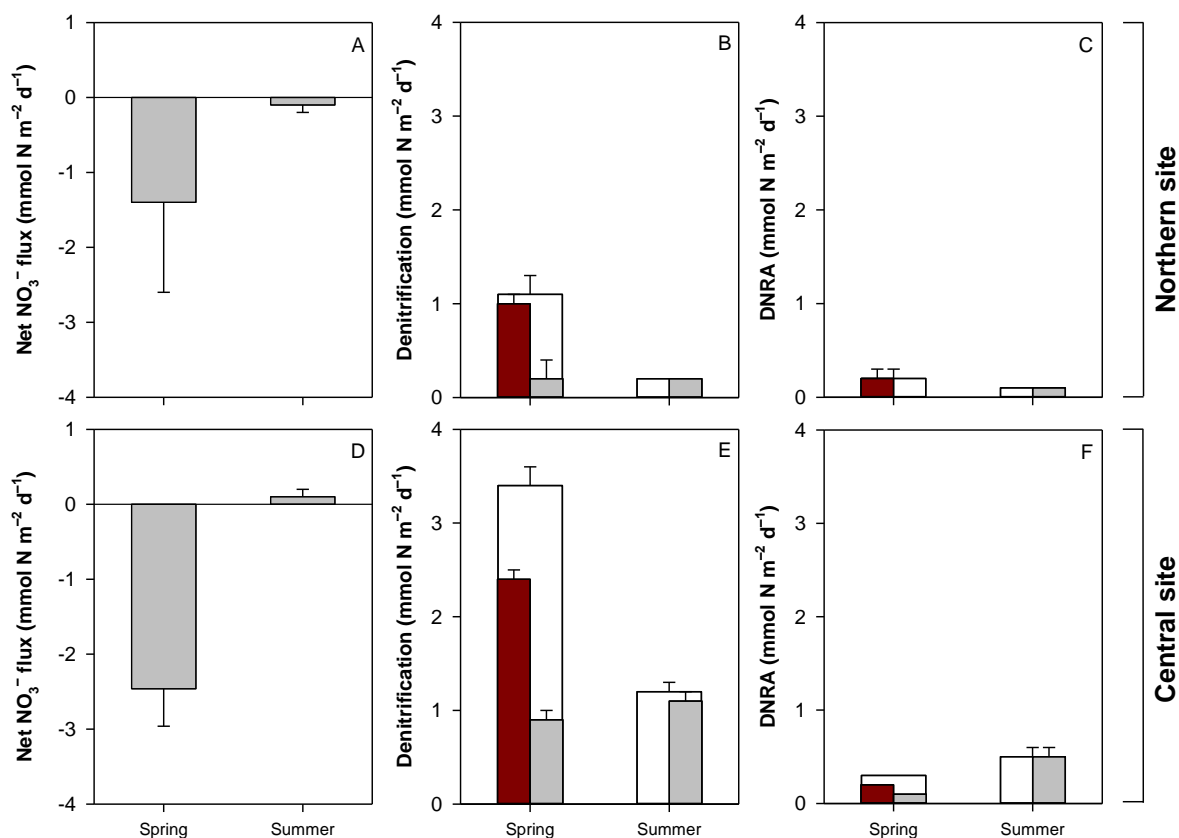 A
Net NO₃⁻ flux (mmol N m⁻² d⁻¹)
1
0
-1
-2
-3
-4
B
Denitrification (mmol N m⁻² d⁻¹)
4
3
2
1
0
C
DNRA (mmol N m⁻² d⁻¹)
4
3
2
1
0
Northern site
D
Net NO₃⁻ flux (mmol N m⁻² d⁻¹)
1
0
-1
-2
-3
-4
Spring
Summer
E
Denitrification (mmol N m⁻² d⁻¹)
4
3
2
1
0
Spring
Summer
F
DNRA (mmol N m⁻² d⁻¹)
4
3
2
1
0
Spring
Summer
Central site